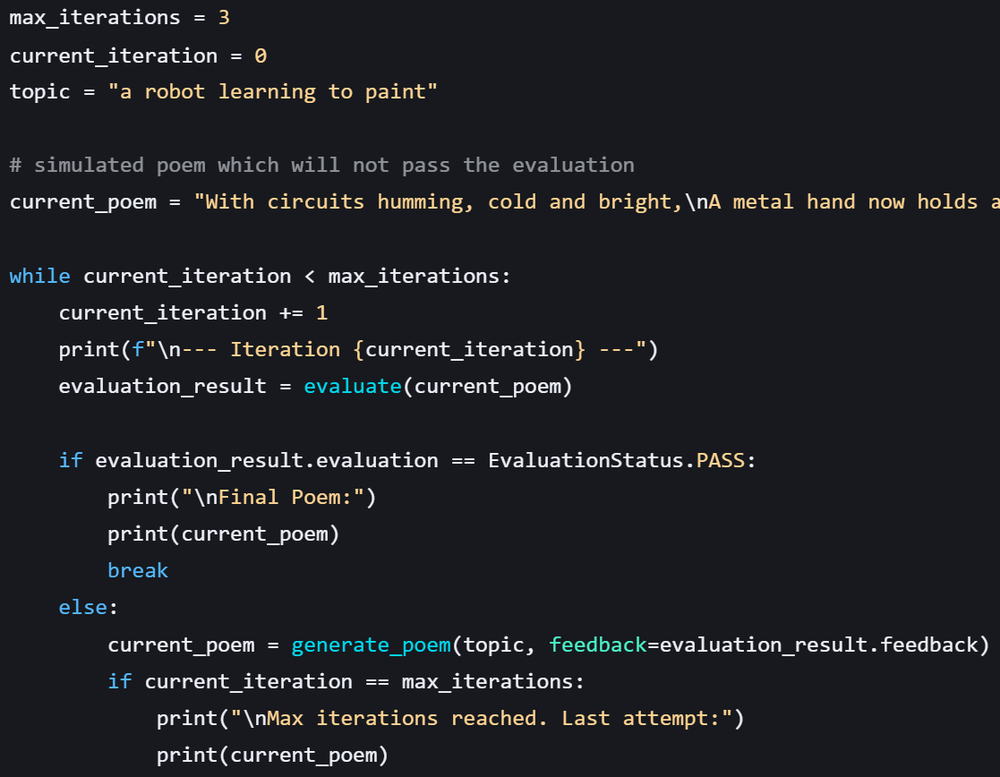 max_iterations = 3
current_iteration = 0
topic = "a robot learning to paint"
# simulated poem which will not pass the evaluation
current_poem = "With circuits humming, cold and bright,\nA metal hand now holds a
while current_iteration < max_iterations:
    current_iteration += 1
    print(f"\n--- Iteration {current_iteration} ---")
    evaluation_result = evaluate(current_poem)
    if evaluation_result.evaluation == EvaluationStatus.PASS:
        print("\nFinal Poem:")
        print(current_poem)
        break
    else:
        current_poem = generate_poem(topic, feedback=evaluation_result.feedback)
        if current_iteration == max_iterations:
            print("\nMax iterations reached. Last attempt:")
            print(current_poem)